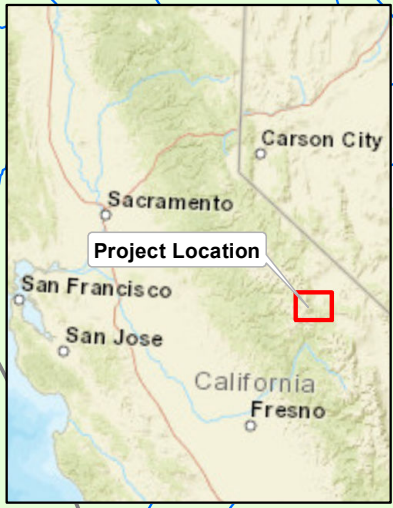 Carson City
Sacramento
Project Location
San Francisco
San Jose
California
Fresno